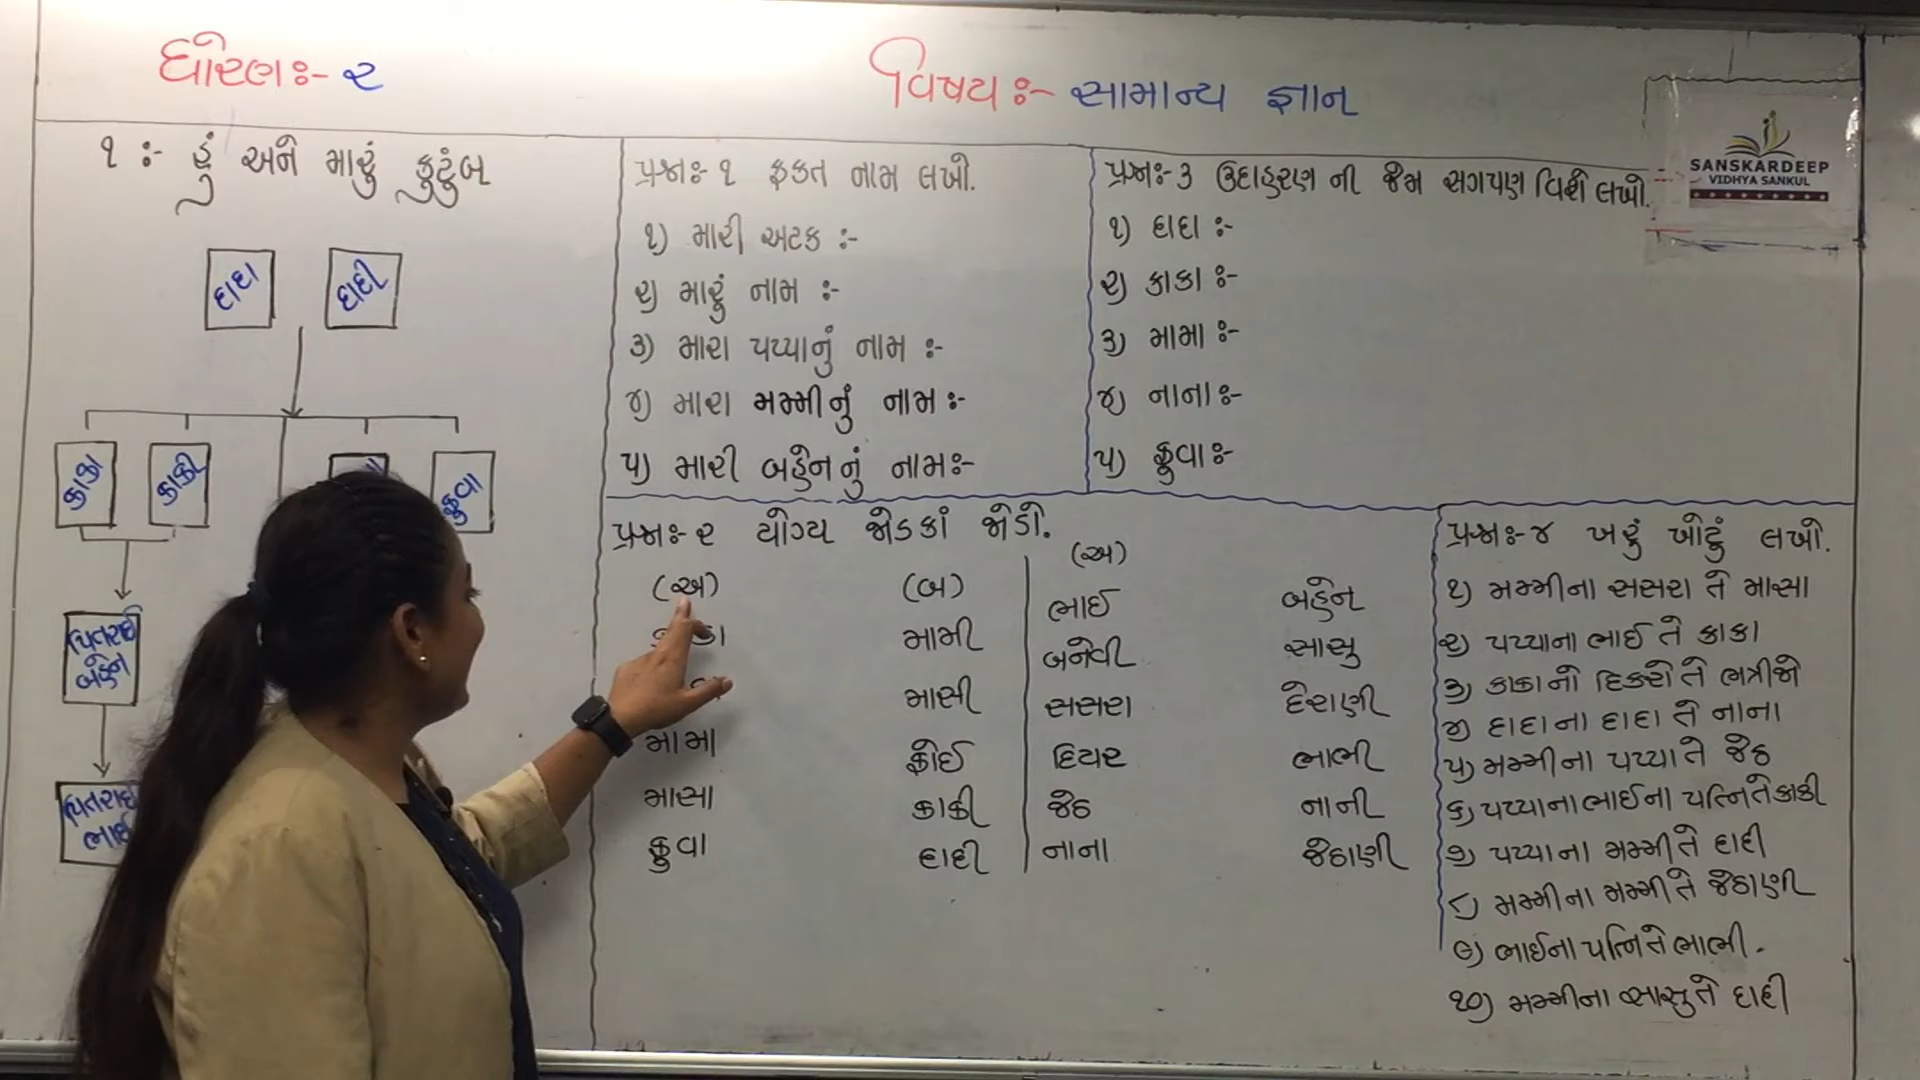 ધોરણઃ- ૨
વિષયઃ- સામાન્ય જ્ઞાન
SANSKARDEEP
VIDHYA SANKUL
૧ :- હું અને મારું કુટુંબ
દાદા
દાદી
કાકા
કાકી
ફુવા
પિતરાઈ
બહેન
પિતરાઈ
ભાઈ
પ્રશ્નઃ- ૧ ફકત નામ લખો.
૧) મારી અટક :-
૨) મારું નામ :-
૩) મારા પપ્પાનું નામ :-
૪) મારા મમ્મીનું નામ :-
૫) મારી બહેનનું નામઃ-
પ્રશ્નઃ- ૩ ઉદાહરણ ની જેમ સગપણ વિશે લખો.
૧) દાદા :-
૨) કાકા :-
૩) મામા :-
૪) નાના :-
૫) ફુવા :-
પ્રશ્નઃ- ૨ યોગ્ય જોડકાં જોડો.
(અ) (બ)
મામી
માસી
મામા ફોઈ
માસા કાકી
ફુવા દાદી
(અ)
ભાઈ બહેન
બનેવી સાસુ
સસરા દેરાણી
દિયર ભાભી
જેઠ નાની
નાના જેઠાણી
પ્રશ્નઃ- ૪ ખરું ખોટું લખો.
૧) મમ્મીના સસરા તે માસા
૨) પપ્પાના ભાઈ તે કાકા
૩) કાકાનો દિકરો તે ભત્રીજો
૪) દાદાના દાદા તે નાના
૫) મમ્મીના પપ્પા તે જેઠ
૬) પપ્પાના ભાઈના પત્નિ તે કાકી
૭) પપ્પાના મમ્મી તે દાદી
૮) મમ્મીના મમ્મી તે જેઠાણી
૯) ભાઈના પત્નિ તે ભાભી.
૧૦) મમ્મીના સાસુ તે દાદી